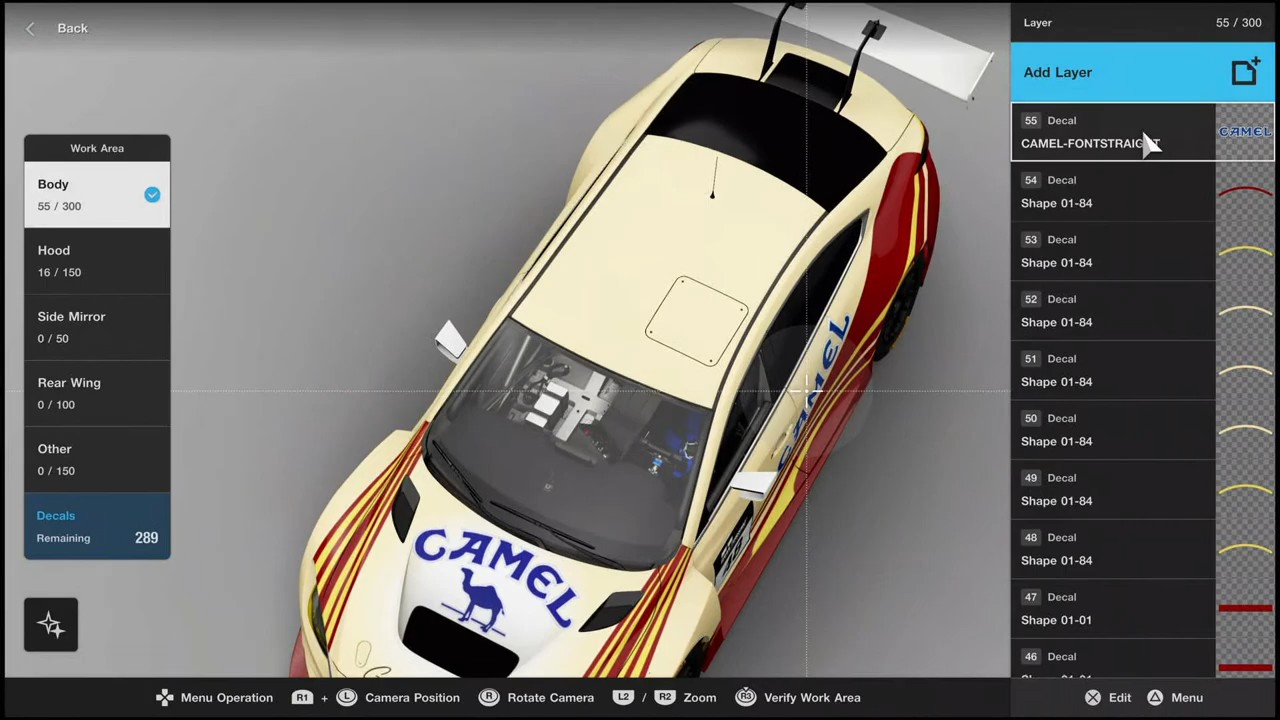 Back
Layer 55 / 300
Add Layer
55 Decal
CAMEL-FONTSTRAIGHT
CAMEL
54 Decal
Shape 01-84
53 Decal
Shape 01-84
52 Decal
Shape 01-84
51 Decal
Shape 01-84
50 Decal
Shape 01-84
49 Decal
Shape 01-84
48 Decal
Shape 01-84
47 Decal
Shape 01-01
46 Decal
Work Area
Body
55 / 300
Hood
16 / 150
Side Mirror
0 / 50
Rear Wing
0 / 100
Other
0 / 150
Decals
Remaining 289
CAMEL
CAMEL
Menu Operation R1 + L Camera Position R Rotate Camera L2 / R2 Zoom R3 Verify Work Area
Edit Menu